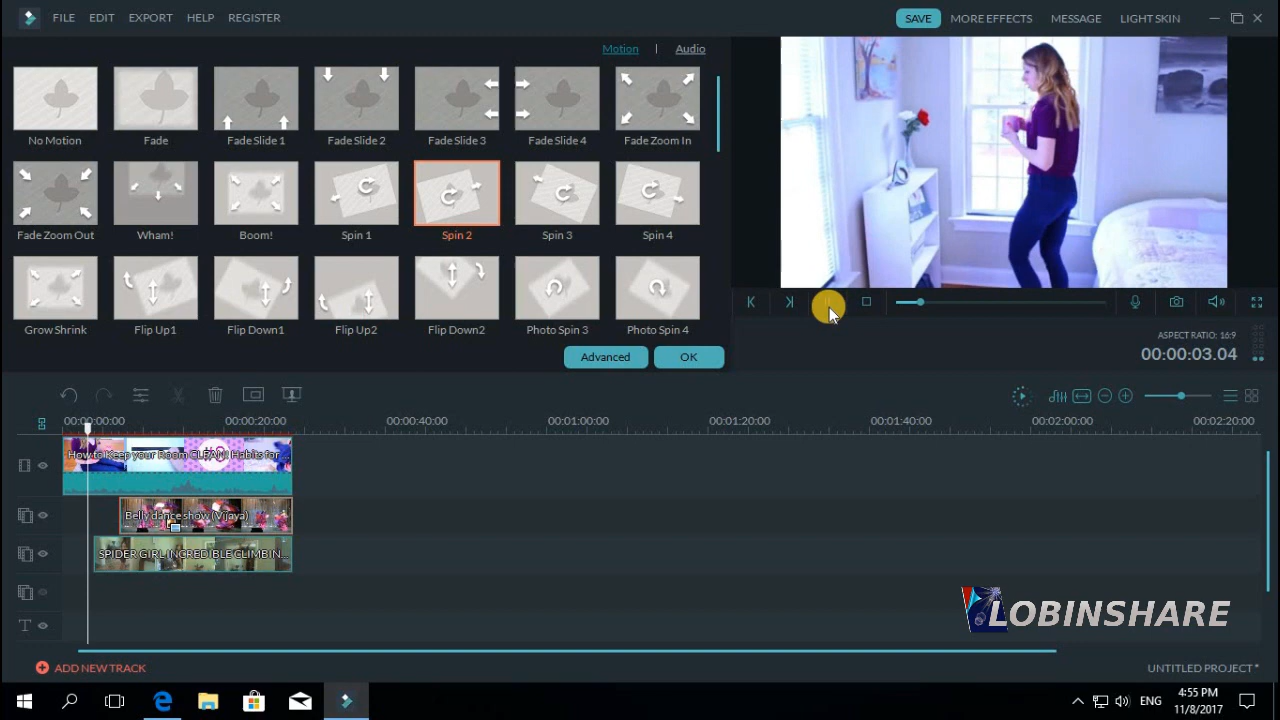 FILE EDIT EXPORT HELP REGISTER SAVE MORE EFFECTS MESSAGE LIGHT SKIN
Motion | Audio
No Motion Fade Fade Slide 1 Fade Slide 2 Fade Slide 3 Fade Slide 4 Fade Zoom In
Fade Zoom Out Wham! Boom! Spin 1 Spin 2 Spin 3 Spin 4
Grow Shrink Flip Up1 Flip Down1 Flip Up2 Flip Down2 Photo Spin 3 Photo Spin 4
ASPECT RATIO: 16:9
Advanced OK 00:00:03.04
00:00:00:00 00:00:20:00 00:00:40:00 00:01:00:00 00:01:20:00 00:01:40:00 00:02:00:00 00:02:20:00
How to Keep your Room CLEAN! Habits for ...
Belly dance show (Vijaya)
SPIDER GIRL INCREDIBLE CLIMB IN...
LOBINSHARE
T
ADD NEW TRACK UNTITLED PROJECT *
ENG 4:55 PM
11/8/2017